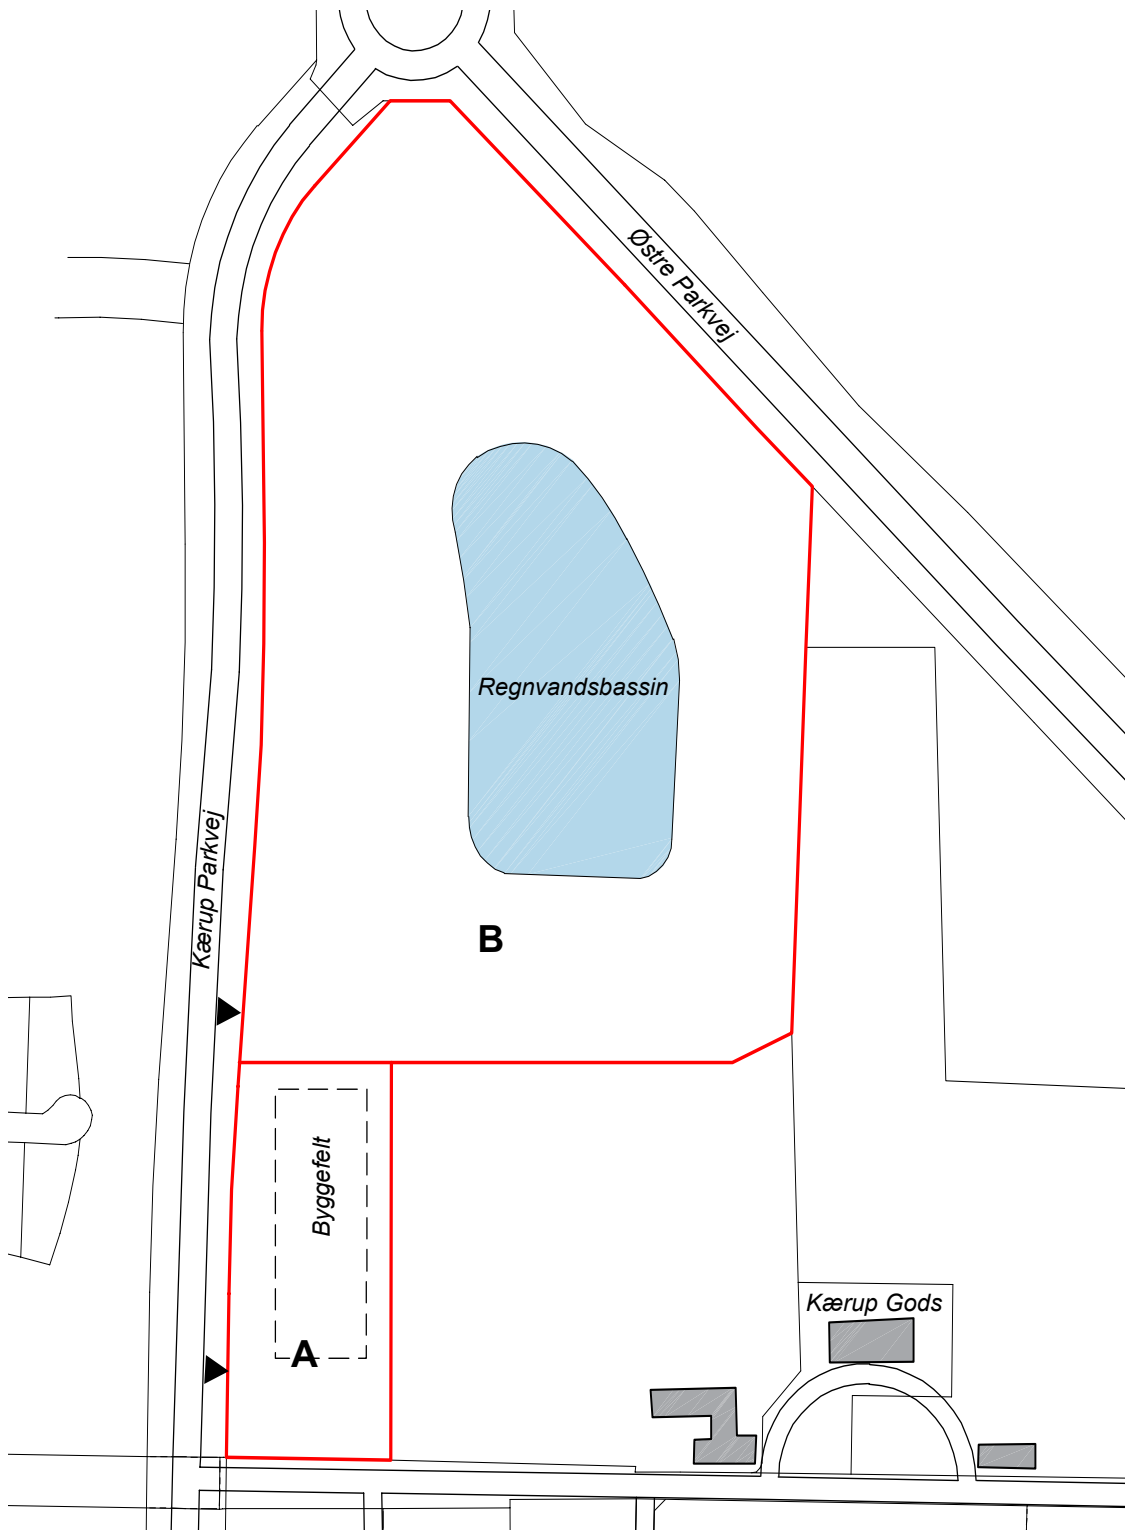 Østre Parkvej
Regnvandsbassin
Kærup Parkvej
B
Byggefelt
Kærup Gods
A